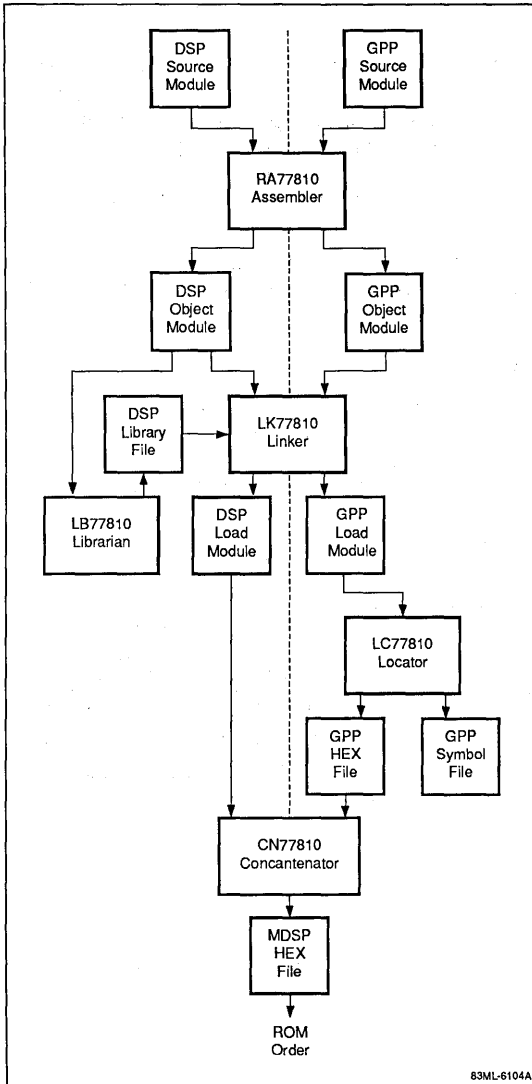 DSP
Source
Module
GPP
Source
Module
RA77810
Assembler
DSP
Object
Module
GPP
Object
Module
DSP
Library
File
LK77810
Linker
LB77810
Librarian
DSP
Load
Module
GPP
Load
Module
LC77810
Locator
GPP
HEX
File
GPP
Symbol
File
CN77810
Concantenator
MDSP
HEX
File
ROM
Order
83ML-6104A